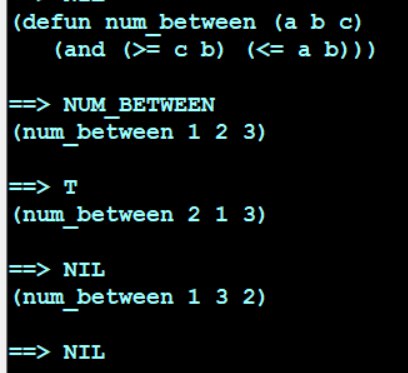 (defun num_between (a b c)
(and (>= c b) (<= a b)))
==> NUM_BETWEEN
(num_between 1 2 3)
==> T
(num_between 2 1 3)
==> NIL
(num_between 1 3 2)
==> NIL